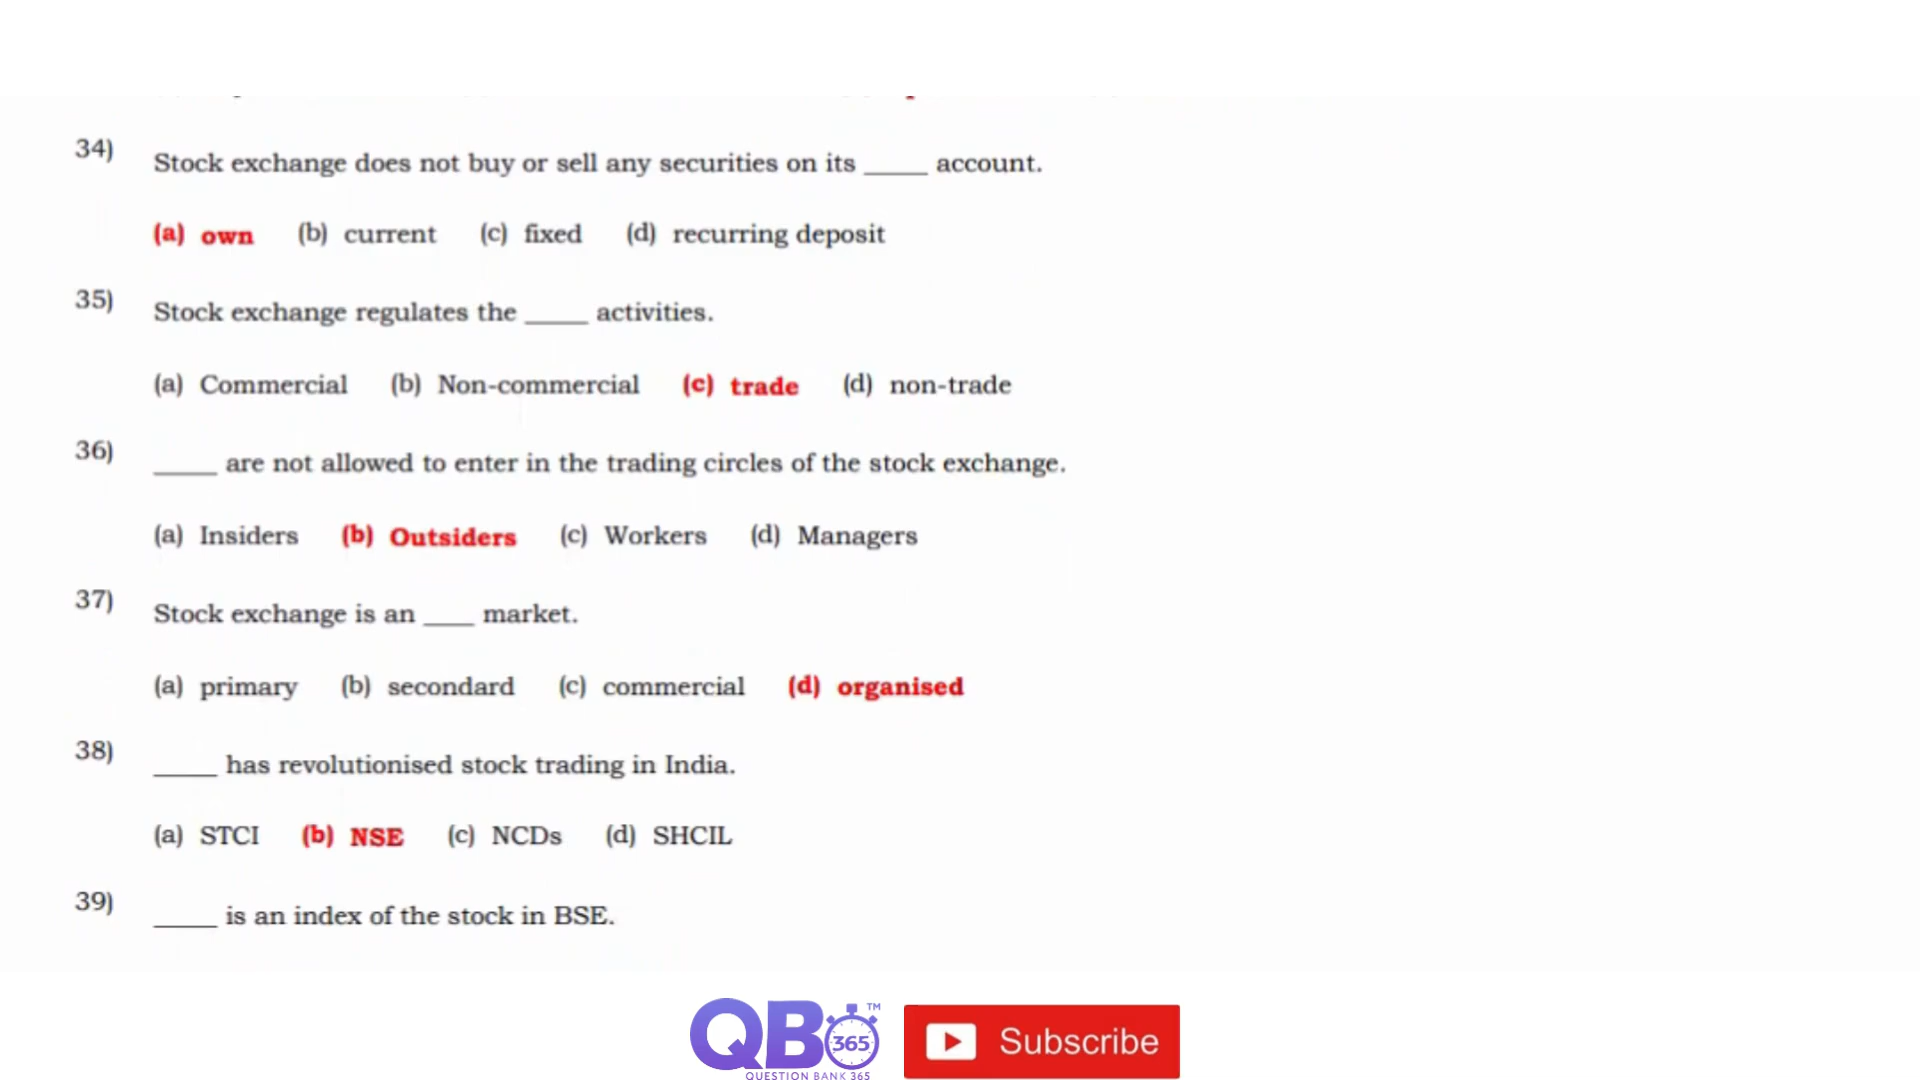 34) Stock exchange does not buy or sell any securities on its _____ account.
(a) own (b) current (c) fixed (d) recurring deposit
35) Stock exchange regulates the _____ activities.
(a) Commercial (b) Non-commercial (c) trade (d) non-trade
36) _____ are not allowed to enter in the trading circles of the stock exchange.
(a) Insiders (b) Outsiders (c) Workers (d) Managers
37) Stock exchange is an ____ market.
(a) primary (b) secondard (c) commercial (d) organised
38) _____ has revolutionised stock trading in India.
(a) STCI (b) NSE (c) NCDs (d) SHCIL
39) _____ is an index of the stock in BSE.
QB 365 ™
QUESTION BANK 365
Subscribe